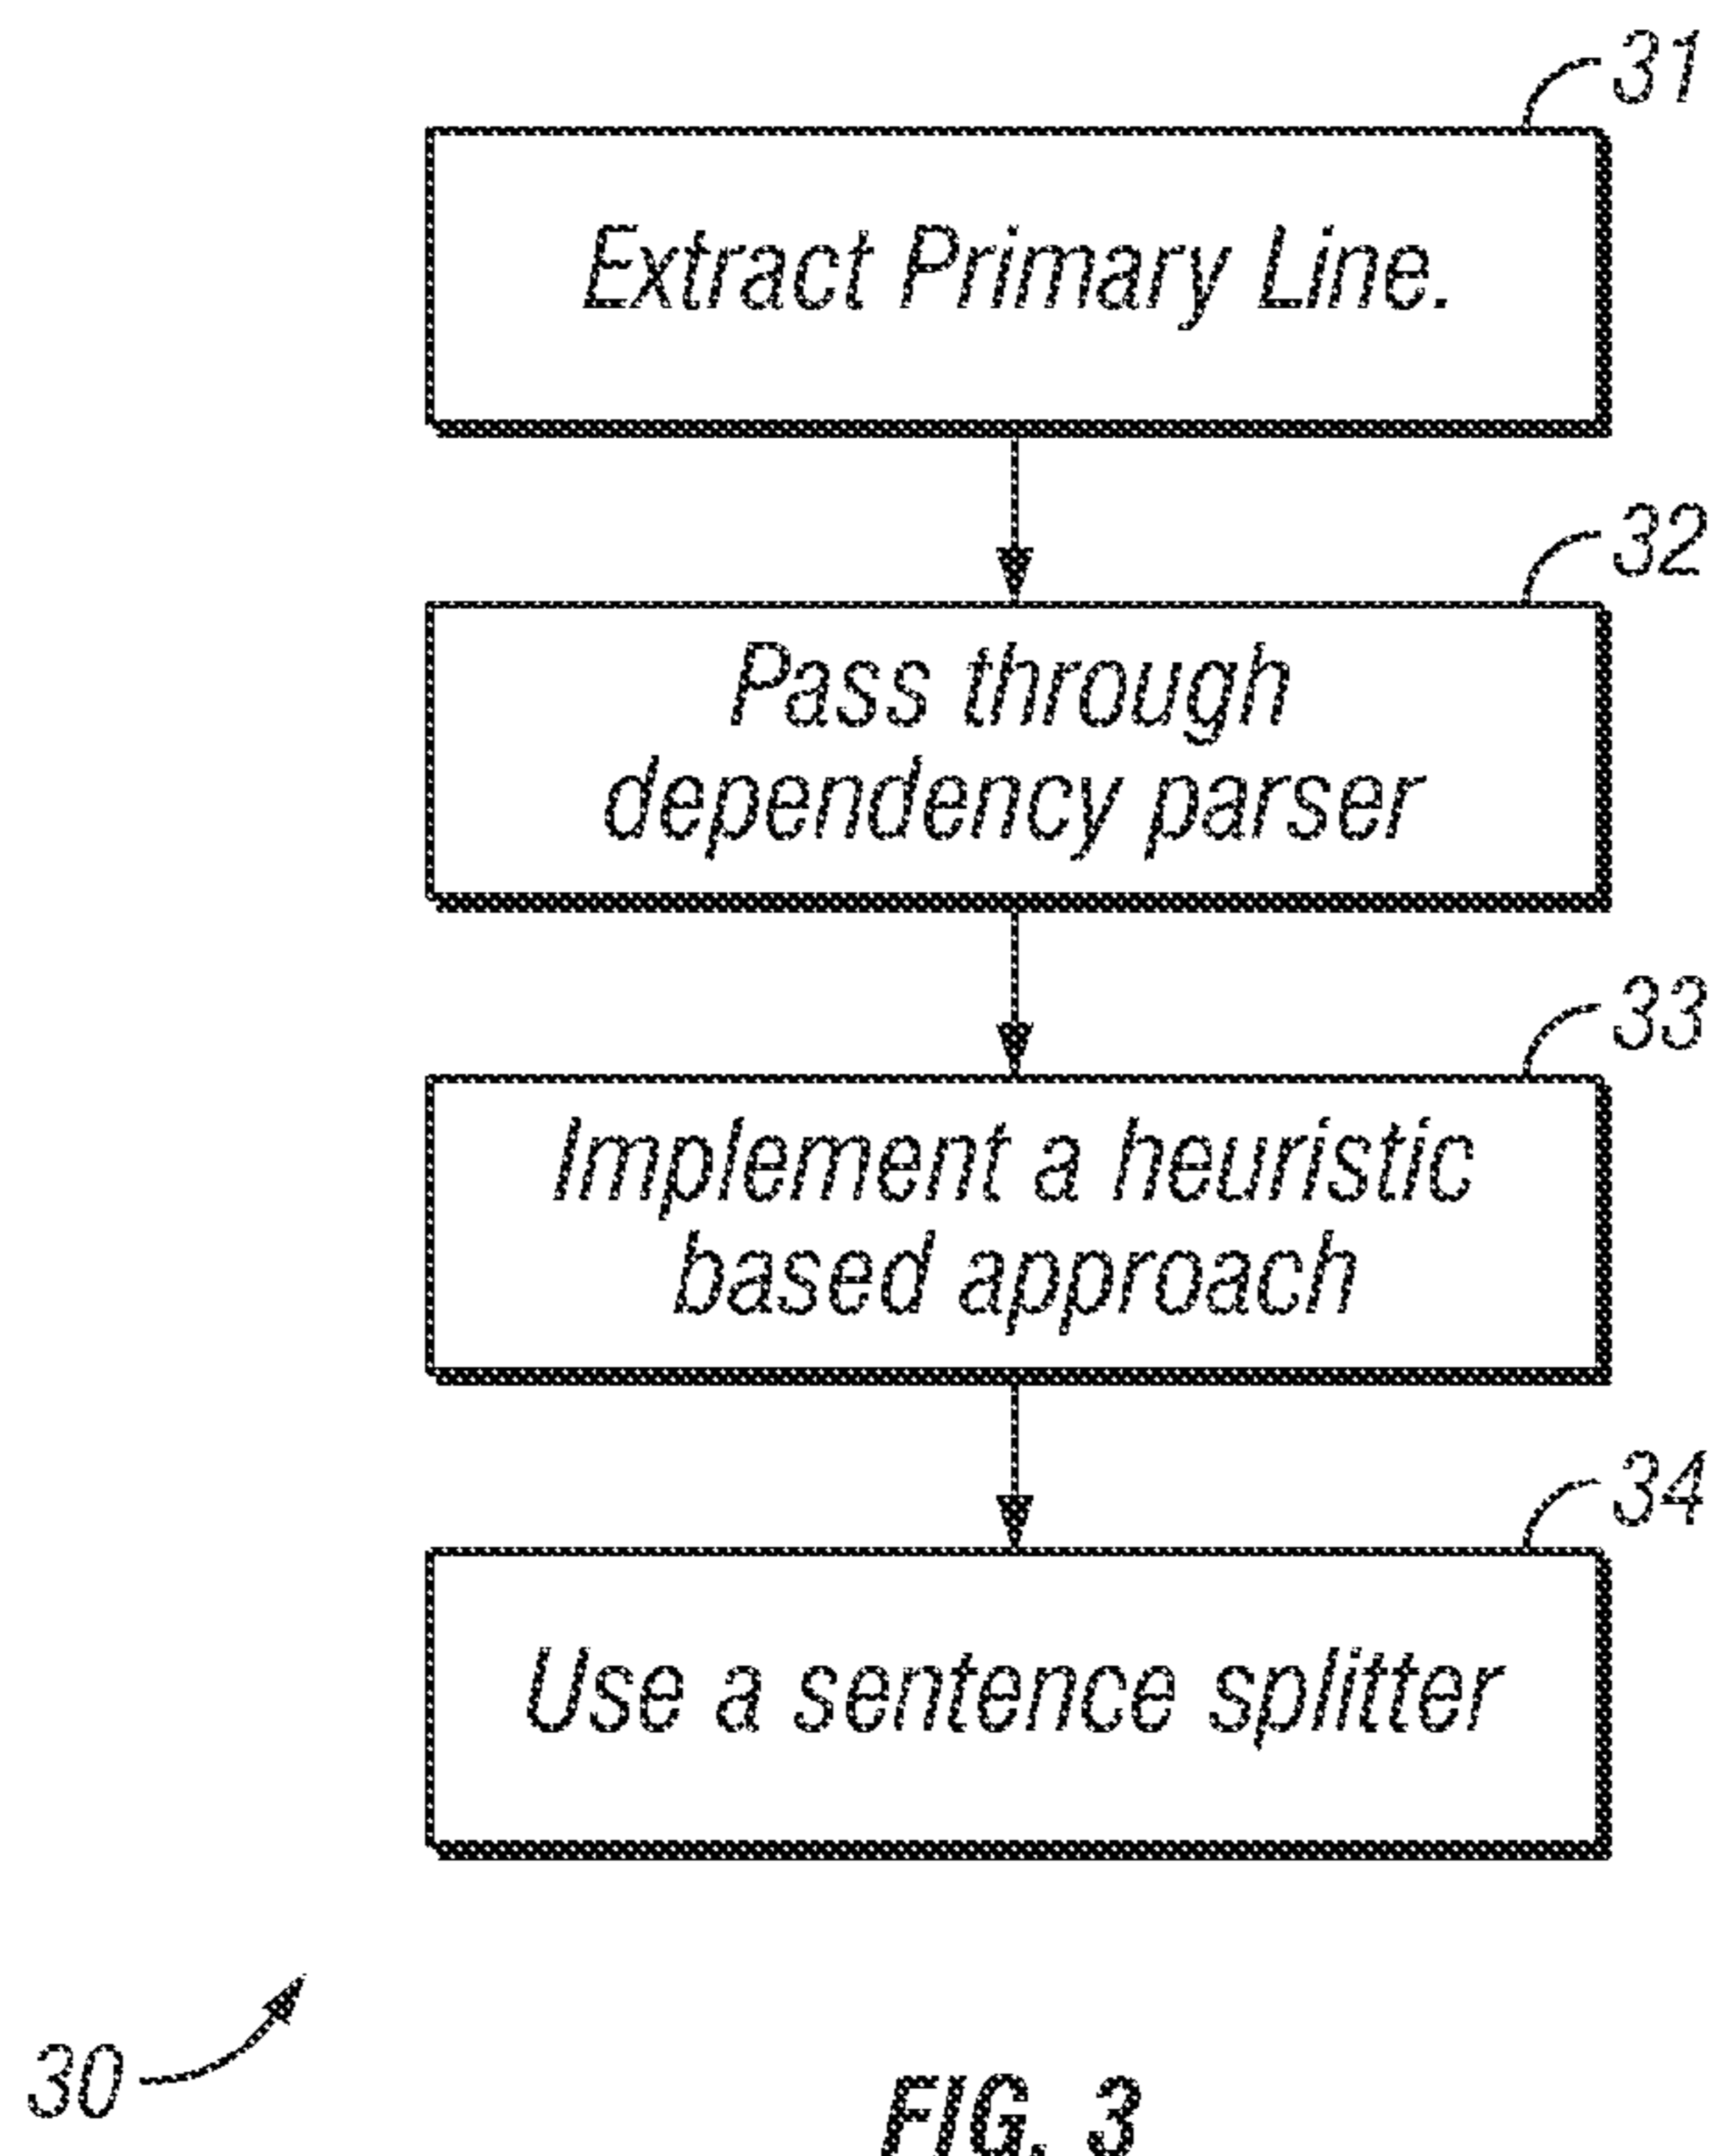 31
Extract Primary Line.
32
Pass through
dependency parser
33
Implement a heuristic
based approach
34
Use a sentence splitter
30
FIG. 3